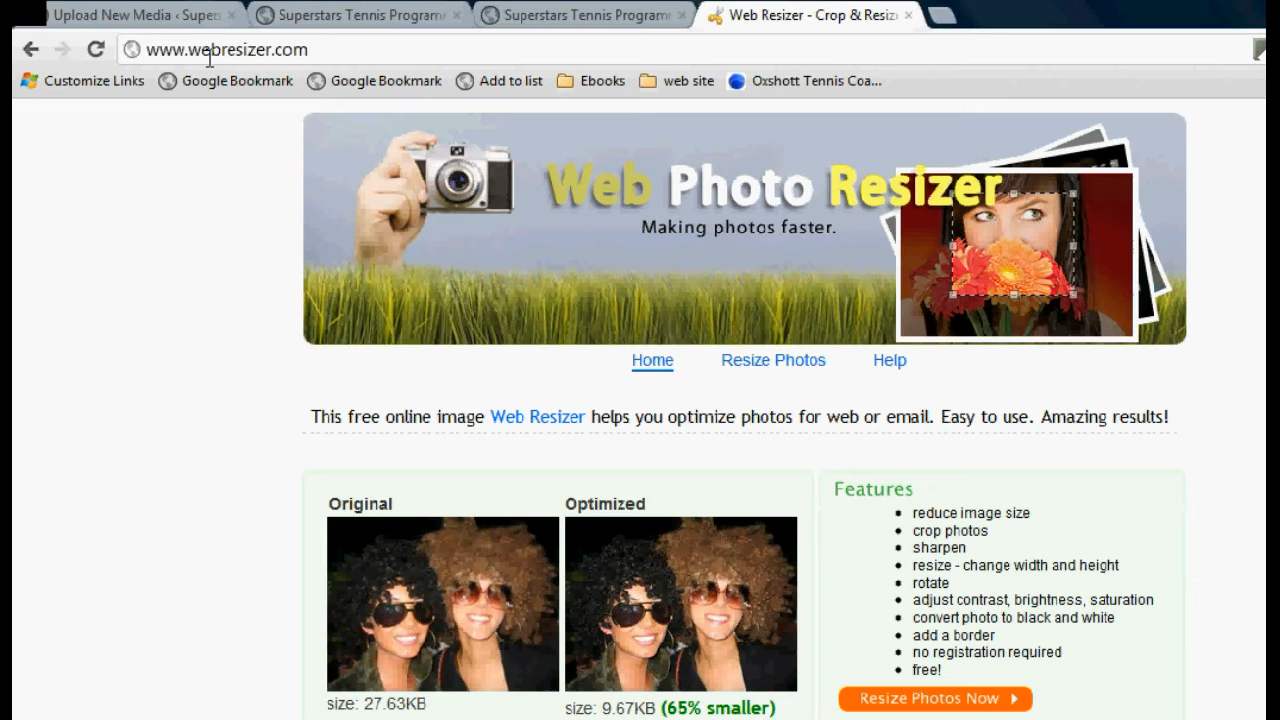 Upload New Media ‹ Supers
Superstars Tennis Program
Superstars Tennis Program
Web Resizer - Crop & Resiz
www.webresizer.com
Customize Links Google Bookmark Google Bookmark Add to list Ebooks web site Oxshott Tennis Coa...
Web Photo Resizer
Making photos faster.
Home Resize Photos Help
This free online image Web Resizer helps you optimize photos for web or email. Easy to use. Amazing results!
Original
size: 27.63KB
Optimized
size: 9.67KB (65% smaller)
Features
• reduce image size
• crop photos
• sharpen
• resize - change width and height
• rotate
• adjust contrast, brightness, saturation
• convert photo to black and white
• add a border
• no registration required
• free!
Resize Photos Now